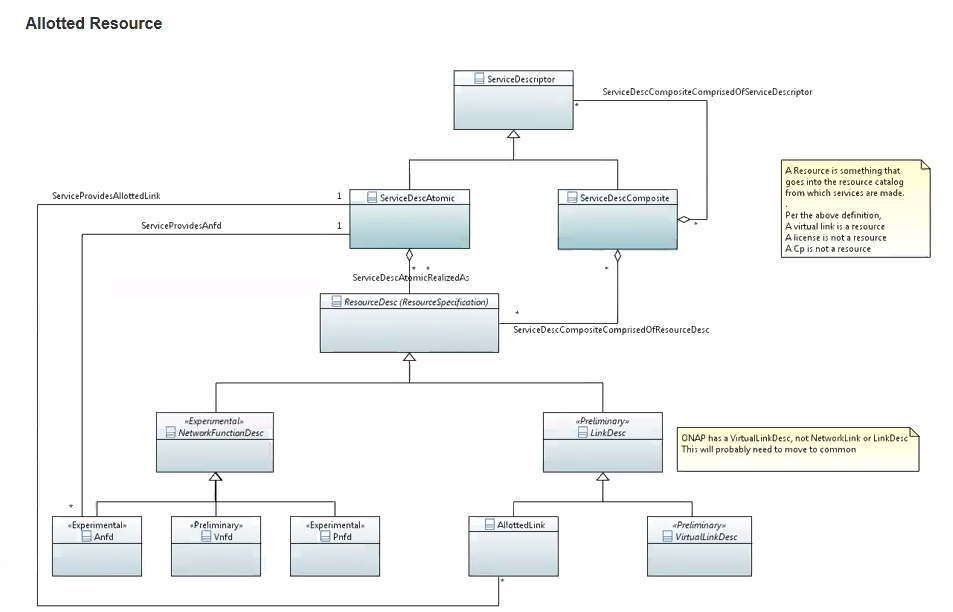 Allotted Resource
ServiceDescriptor
ServiceDescCompositeComprisedOfServiceDescriptor
*
ServiceProvidesAllottedLink
1
ServiceDescAtomic
ServiceDescComposite
*
A Resource is something that
goes into the resource catalog
from which services are made.
.
Per the above definition,
A virtual link is a resource
A license is not a resource
A Cp is not a resource
ServiceProvidesAnfd
1
* *
*
ServiceDescAtomicRealizedAs
ResourceDesc (ResourceSpecification)
*
ServiceDescCompositeComprisedOfResourceDesc
«Experimental»
NetworkFunctionDesc
«Preliminary»
LinkDesc
ONAP has a VirtualLinkDesc, not NetworkLink or LinkDesc
This will probably need to move to common
*
«Experimental»
Anfd
«Preliminary»
Vnfd
«Experimental»
Pnfd
AllottedLink
«Preliminary»
VirtualLinkDesc
*